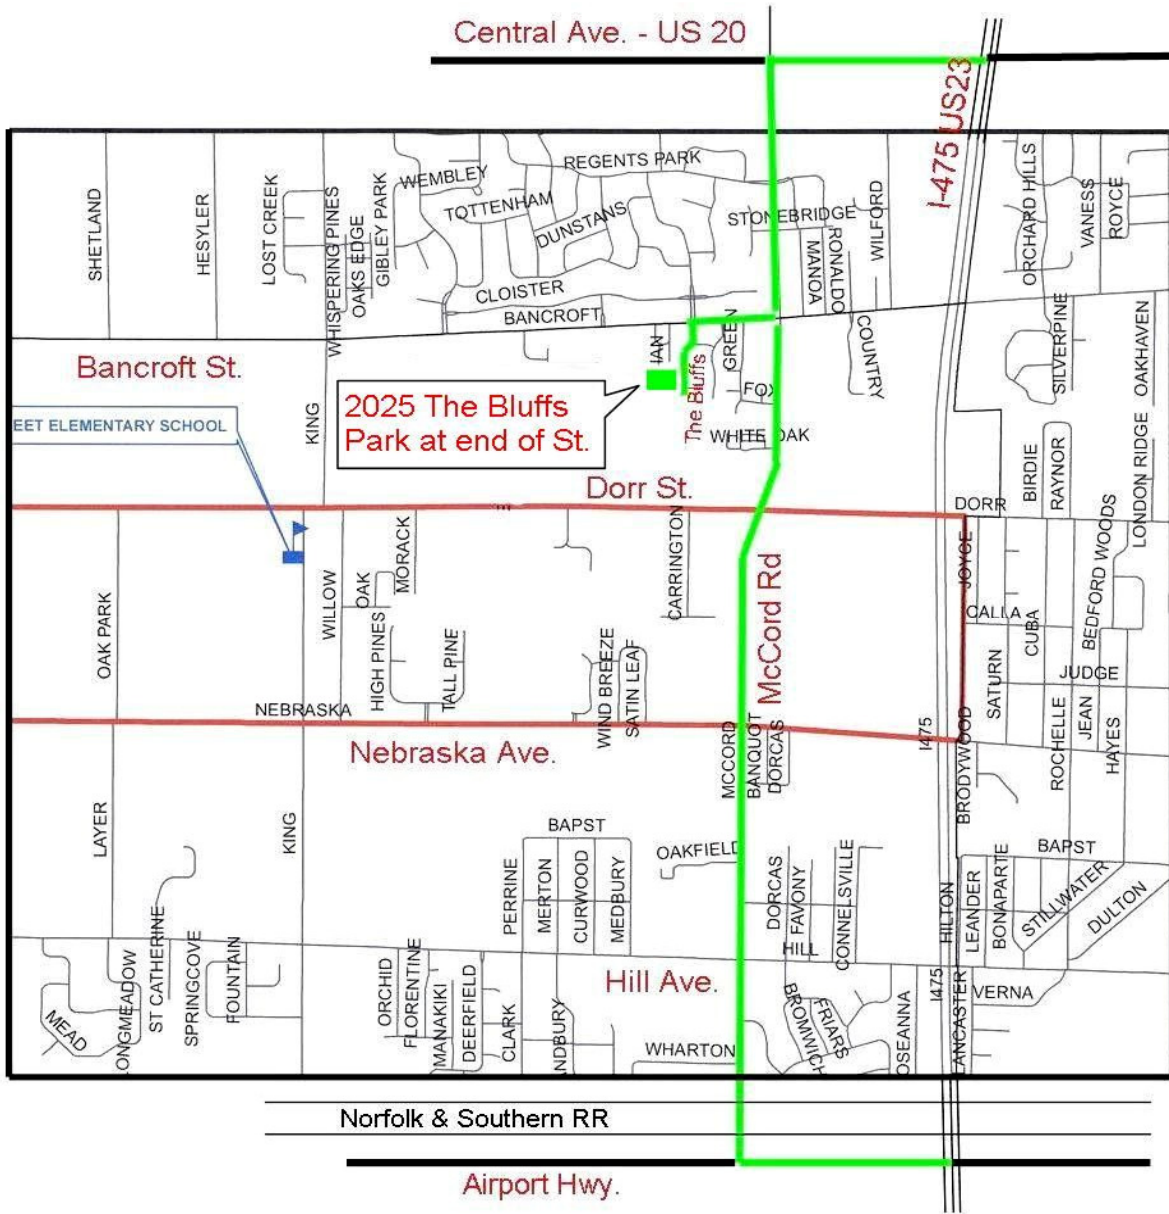 Central Ave. - US 20
I-475 US23
REGENTS PARK
WEMBLEY
TOTTENHAM
DUNSTANS
STONEBRIDGE
SHETLAND
HESYLER
LOST CREEK
WHISPERING PINES
OAKS EDGE
GIBLEY PARK
MANOA
RONALDO
WILFORD
ORCHARD HILLS
VANESS
ROYCE
CLOISTER
BANCROFT
Bancroft St.
IAN
GREEN
COUNTRY
SILVERPINE
OAKHAVEN
The Bluffs
FOX
2025 The Bluffs
Park at end of St.
EET ELEMENTARY SCHOOL
KING
WHITE OAK
Dorr St.
DORR
BIRDIE
RAYNOR
LONDON RIDGE
OAK PARK
WILLOW
OAK
MORACK
CARRINGTON
McCord Rd
JOYCE
CALLA
CUBA
BEDFORD WOODS
HIGH PINES
TALL PINE
WIND BREEZE
SATIN LEAF
SATURN
JUDGE
NEBRASKA
Nebraska Ave.
MCCORD
BANQUOT
DORCAS
I475
BRODYWOOD
ROCHELLE
JEAN
HAYES
LAYER
KING
BAPST
OAKFIELD
BAPST
PERRINE
MERTON
CURWOOD
MEDBURY
DORCAS
FAVONY
CONNELSVILLE
HILTON
LEANDER
BONAPARTE
STILLWATER
DULTON
HILL
Hill Ave.
MEAD
LONGMEADOW
ST CATHERINE
SPRINGCOVE
FOUNTAIN
ORCHID
FLORENTINE
MANAKIKI
DEERFIELD
CLARK
NDBURY
WHARTON
BROMWICH
FRIARS
OSEANNA
I475
LANCASTER
VERNA
Norfolk & Southern RR
Airport Hwy.